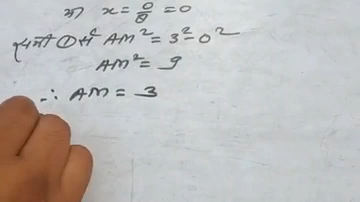 या x = 0/8 = 0
समी ① से AM² = 3² - 0²
AM² = 9
∴ AM = 3